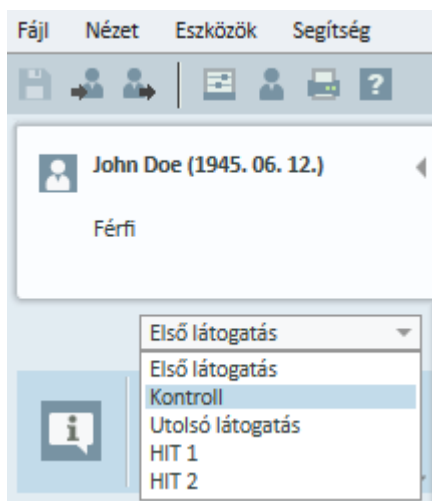 Fájl Nézet Eszközök Segítség
?
John Doe (1945. 06. 12.)
Férfi
Első látogatás
Első látogatás
Kontroll
Utolsó látogatás
HIT 1
HIT 2
i